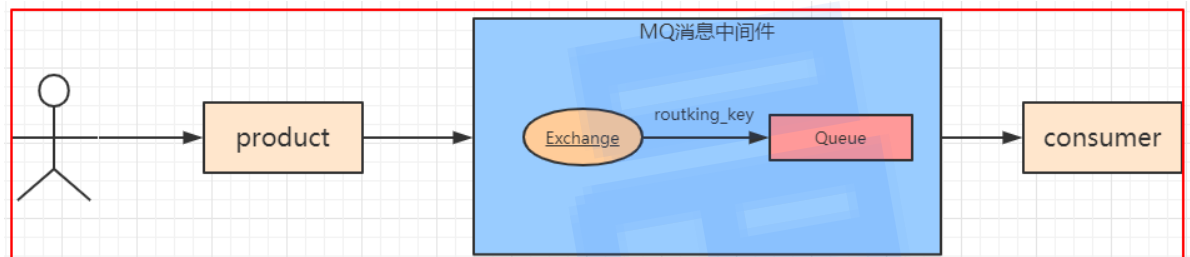 MQ消息中间件
product
Exchange
routking_key
Queue
consumer